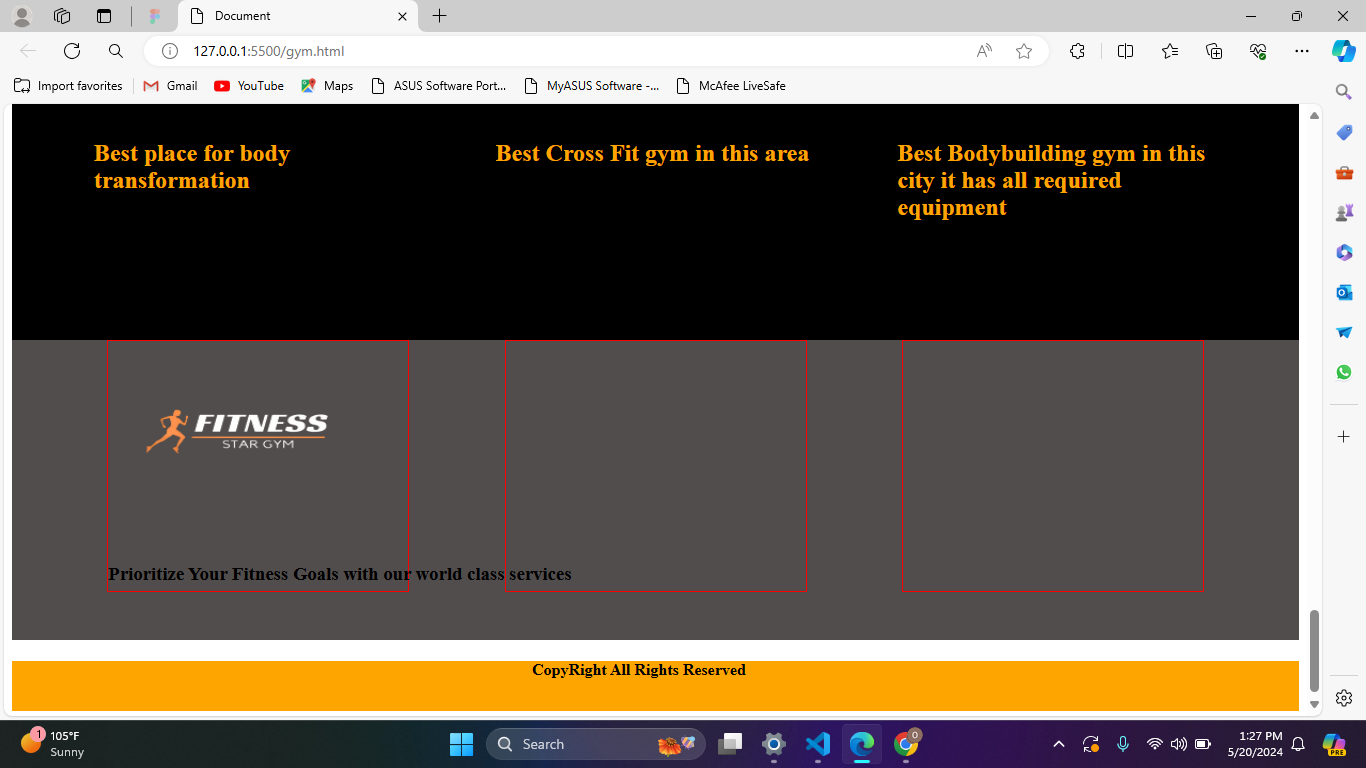 Document
127.0.0.1:5500/gym.html
Import favorites
Gmail
YouTube
Maps
ASUS Software Port...
MyASUS Software -...
McAfee LiveSafe
Best place for body
transformation
Best Cross Fit gym in this area
Best Bodybuilding gym in this
city it has all required
equipment
FITNESS
STAR GYM
Prioritize Your Fitness Goals with our world class services
CopyRight All Rights Reserved
1
105°F
Sunny
Search
0
1:27 PM
5/20/2024
PRE